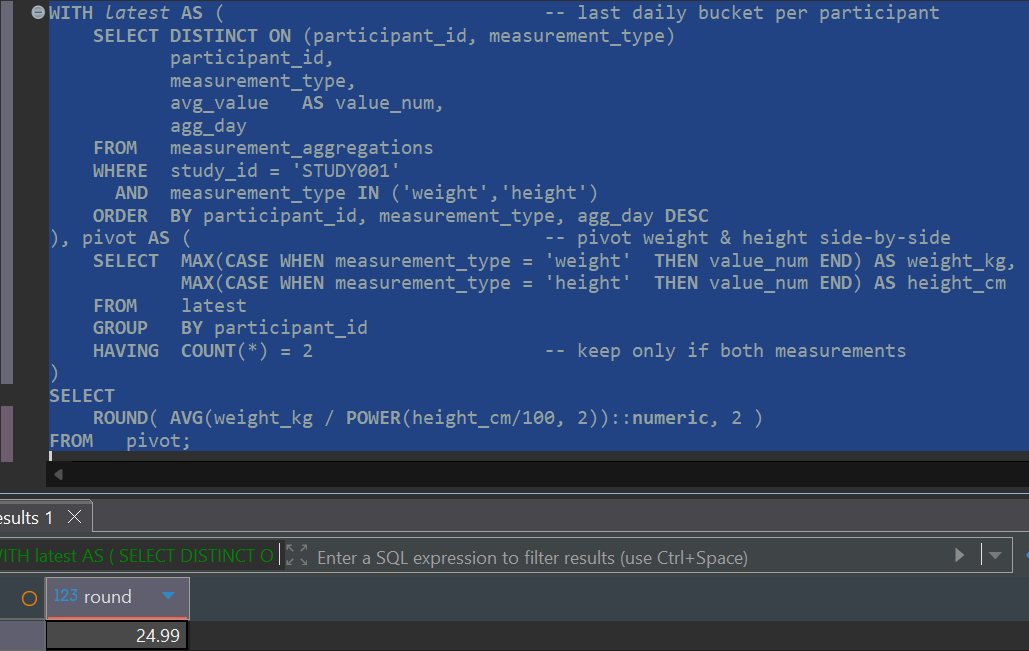 WITH latest AS (                             -- last daily bucket per participant
    SELECT DISTINCT ON (participant_id, measurement_type)
           participant_id,
           measurement_type,
           avg_value   AS value_num,
           agg_day
    FROM   measurement_aggregations
    WHERE  study_id = 'STUDY001'
      AND  measurement_type IN ('weight','height')
    ORDER  BY participant_id, measurement_type, agg_day DESC
), pivot AS (                                -- pivot weight & height side-by-side
    SELECT  MAX(CASE WHEN measurement_type = 'weight'  THEN value_num END) AS weight_kg,
            MAX(CASE WHEN measurement_type = 'height'  THEN value_num END) AS height_cm
    FROM    latest
    GROUP   BY participant_id
    HAVING  COUNT(*) = 2                     -- keep only if both measurements
)
SELECT
    ROUND( AVG(weight_kg / POWER(height_cm/100, 2))::numeric, 2 )
FROM   pivot;
esults 1
WITH latest AS ( SELECT DISTINCT O
Enter a SQL expression to filter results (use Ctrl+Space)
123 round
24.99